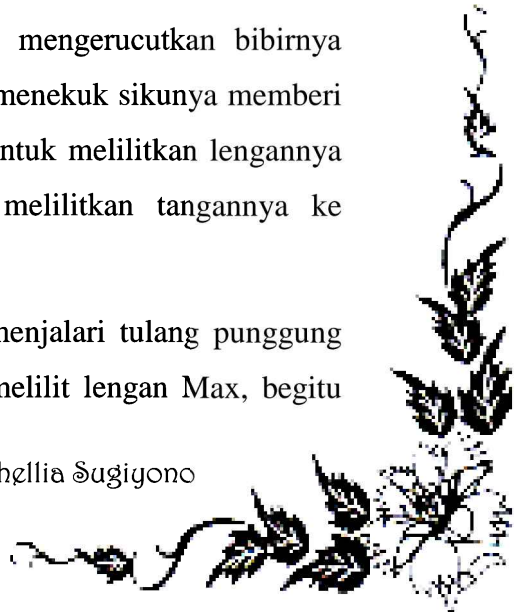 mengerucutkan bibirnya
menekuk sikunya memberi
ntuk melilitkan lengannya
melilitkan tangannya ke
menjalari tulang punggung
melilit lengan Max, begitu
hellia Sugiyono